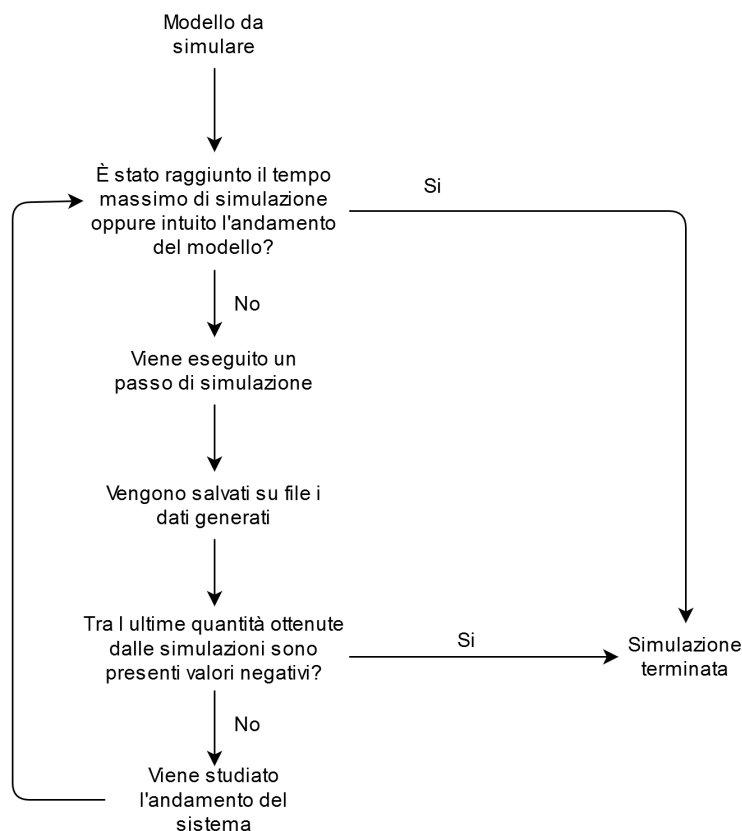 Modello da
simulare
È stato raggiunto il tempo
massimo di simulazione
oppure intuito l'andamento
del modello?
Si
No
Viene eseguito un
passo di simulazione
Vengono salvati su file i
dati generati
Tra l ultime quantità ottenute
dalle simulazioni sono
presenti valori negativi?
Si
Simulazione
terminata
No
Viene studiato
l'andamento del
sistema